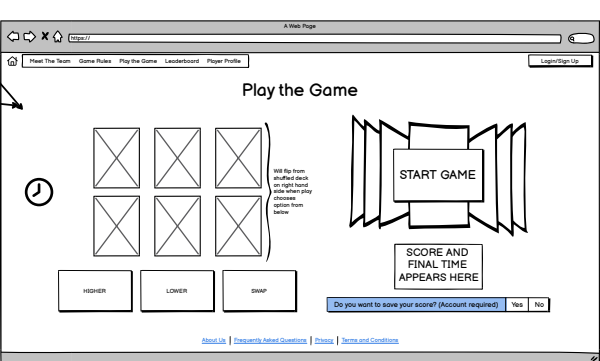 A Web Page
https://
Meet The Team Game Rules Play the Game Leaderboard Player Profile
Login/Sign Up
Play the Game
Will flip from
shuffled deck
on right hand
side when play
chooses
option from
below
START GAME
SCORE AND
FINAL TIME
APPEARS HERE
HIGHER LOWER SWAP
Do you want to save your score? (Account required) Yes No
About Us Frequently Asked Questions Privacy Terms and Conditions